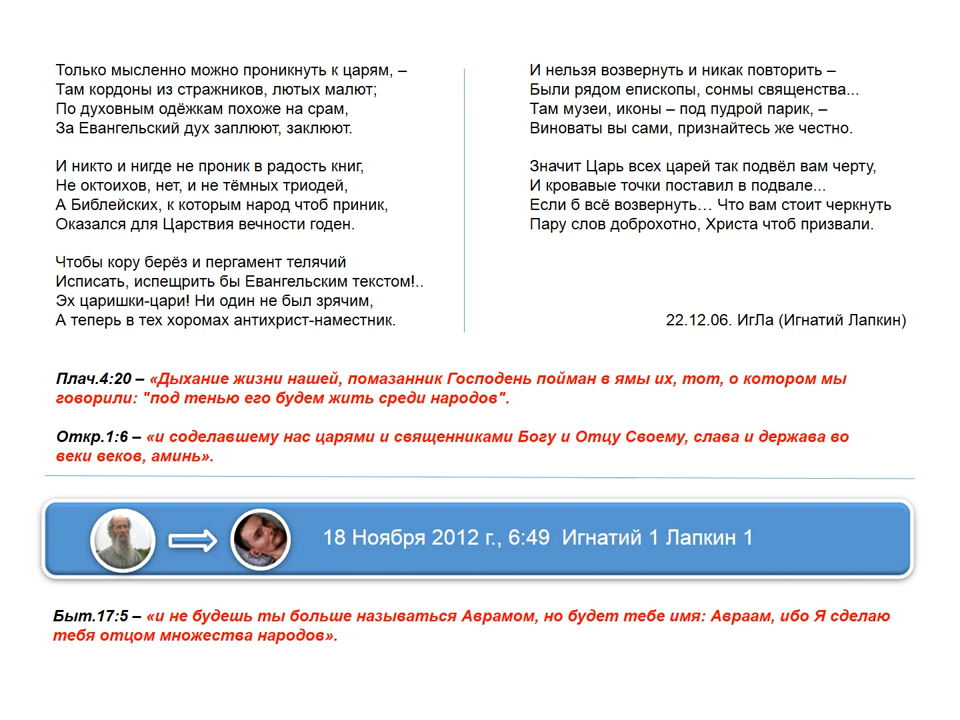 Только мысленно можно проникнуть к царям, –
Там кордоны из стражников, лютых малют;
По духовным одёжкам похоже на срам,
За Евангельский дух заплюют, заклюют.
И никто и нигде не проник в радость книг,
Не октоихов, нет, и не тёмных триодей,
А Библейских, к которым народ чтоб приник,
Оказался для Царствия вечности годен.
Чтобы кору берёз и пергамент телячий
Исписать, испещрить бы Евангельским текстом!..
Эх царишки-цари! Ни один не был зрячим,
А теперь в тех хоромах антихрист-наместник.
И нельзя возвернуть и никак повторить –
Были рядом епископы, сонмы священства...
Там музеи, иконы – под пудрой парик, –
Виноваты вы сами, признайтесь же честно.
Значит Царь всех царей так подвёл вам черту,
И кровавые точки поставил в подвале...
Если б всё возвернуть… Что вам стоит черкнуть
Пару слов доброхотно, Христа чтоб призвали.
22.12.06. ИгЛа (Игнатий Лапкин)
Плач.4:20 – «Дыхание жизни нашей, помазанник Господень пойман в ямы их, тот, о котором мы
говорили: "под тенью его будем жить среди народов".
Откр.1:6 – «и соделавшему нас царями и священниками Богу и Отцу Своему, слава и держава во
веки веков, аминь».
18 Ноября 2012 г., 6:49 Игнатий 1 Лапкин 1
Быт.17:5 – «и не будешь ты больше называться Аврамом, но будет тебе имя: Авраам, ибо Я сделаю
тебя отцом множества народов».